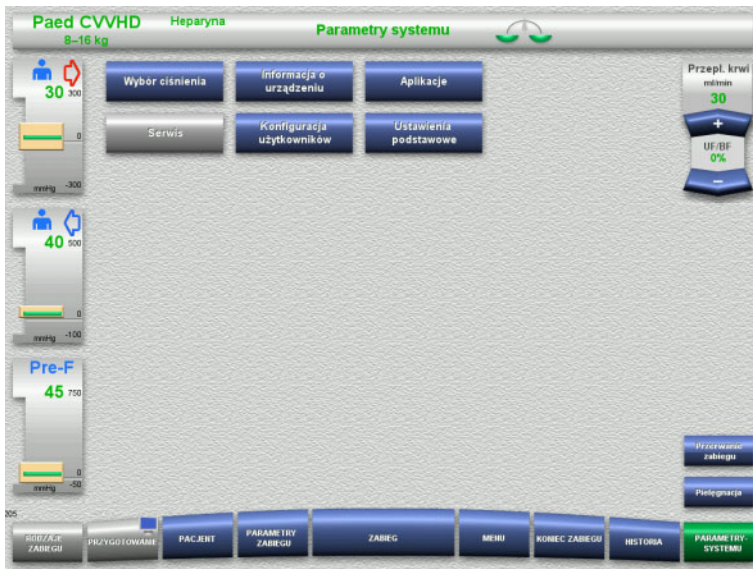 Paed CVVHD
Heparyna
8–16 kg
Parametry systemu
30
300
0
mmHg
-300
40
500
0
mmHg
-100
Pre-F
45
750
0
mmHg
-50
Wybór ciśnienia
Informacja o
urządzeniu
Aplikacje
Serwis
Konfiguracja
użytkowników
Ustawienia
podstawowe
Przepł. krwi
ml/min
30
+
UF/BF
0%
–
Przerwanie
zabiegu
Pielęgnacja
205
RODZAJE
ZABIEGU
PRZYGOTOWANIE
PACJENT
PARAMETRY
ZABIEGU
ZABIEG
MENU
KONIEC ZABIEGU
HISTORIA
PARAMETRY-
SYSTEMU